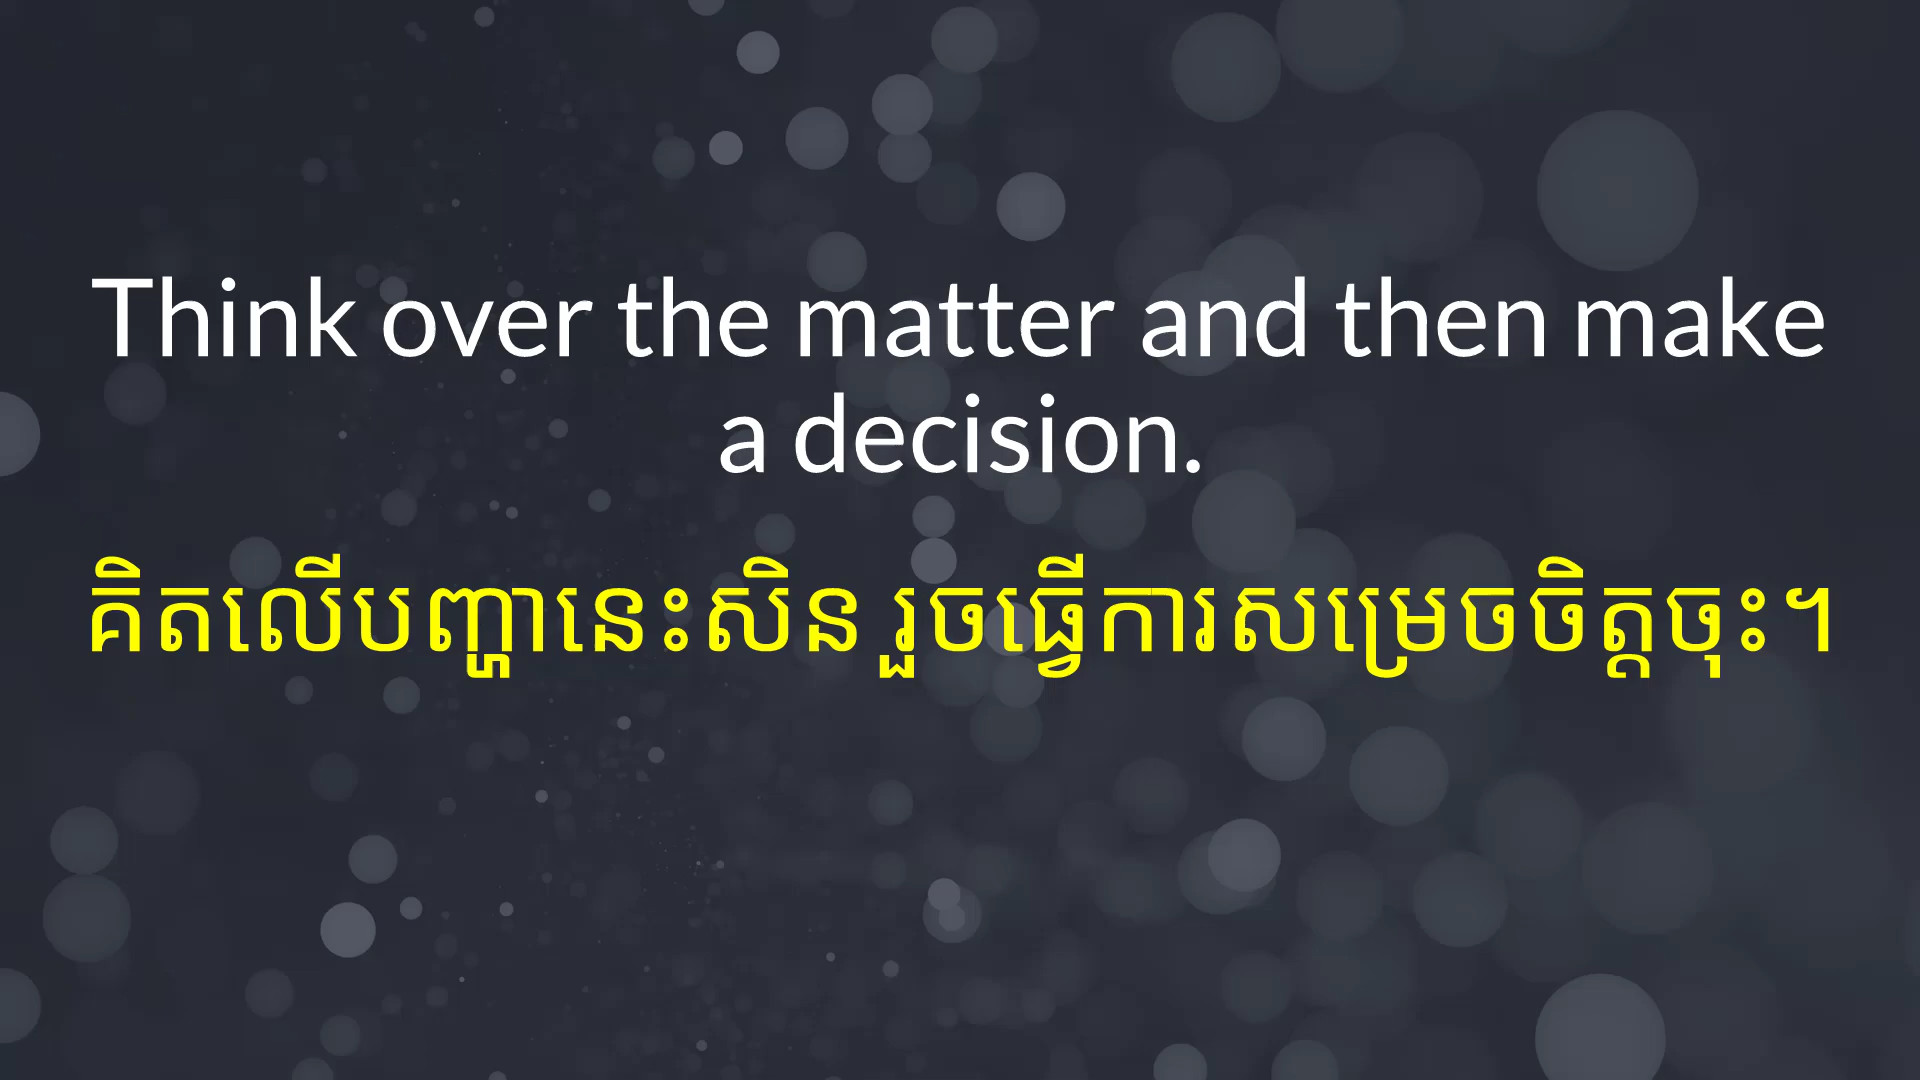 Think over the matter and then make
a decision.
គិតលើបញ្ហានេះសិន រួចធ្វើការសម្រេចចិត្តចុះ។